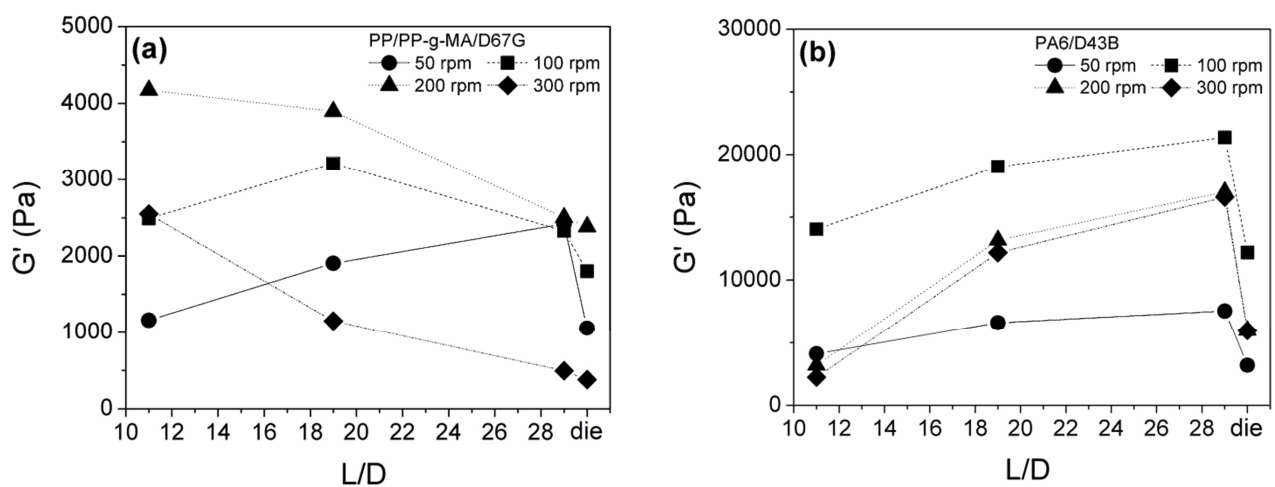 (a)
PP/PP-g-MA/D67G
50 rpm 100 rpm
200 rpm 300 rpm
5000
4000
3000
2000
1000
0
G' (Pa)
10 12 14 16 18 20 22 24 26 28 die
L/D
(b)
PA6/D43B
50 rpm 100 rpm
200 rpm 300 rpm
30000
20000
10000
0
G' (Pa)
10 12 14 16 18 20 22 24 26 28 die
L/D